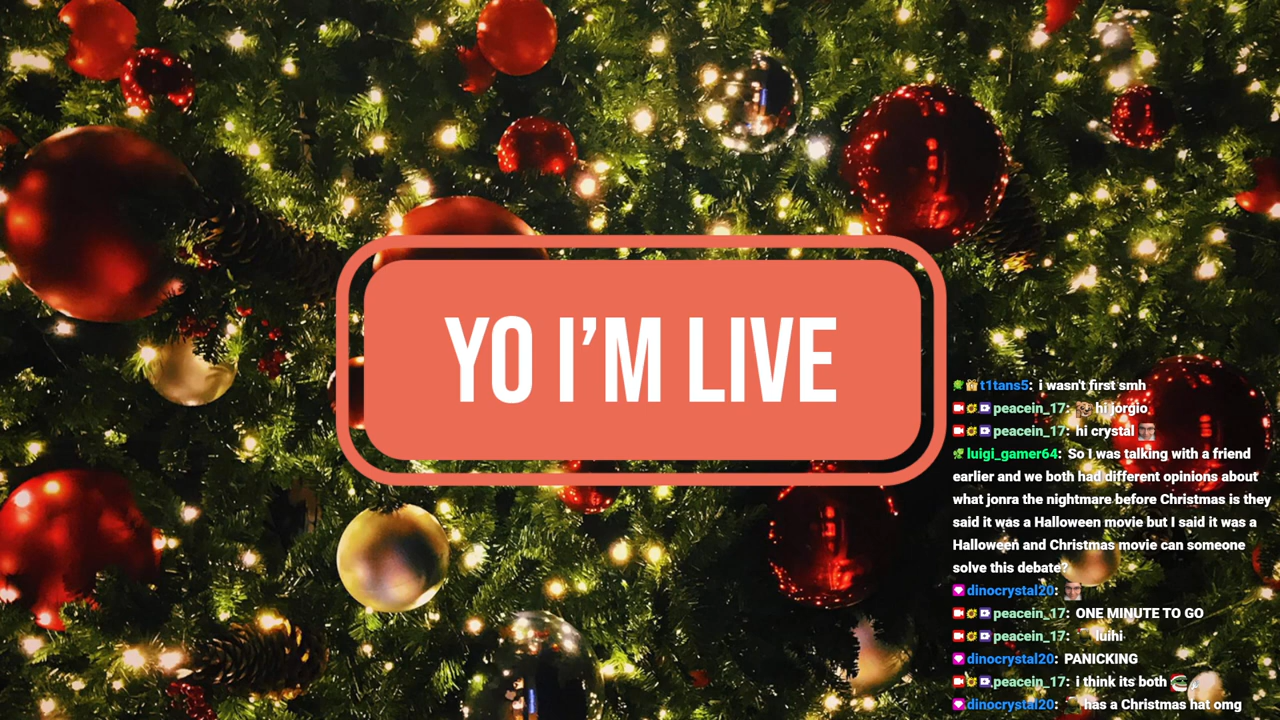 YO I'M LIVE
t1tans5: i wasn't first smh
peacein_17: hi jorgio
peacein_17: hi crystal
luigi_gamer64: So I was talking with a friend
earlier and we both had different opinions about
what jonra the nightmare before Christmas is they
said it was a Halloween movie but I said it was a
Halloween and Christmas movie can someone
solve this debate?
dinocrystal20:
peacein_17: ONE MINUTE TO GO
peacein_17: luihi
dinocrystal20: PANICKING
peacein_17: i think its both
dinocrystal20: has a Christmas hat omg